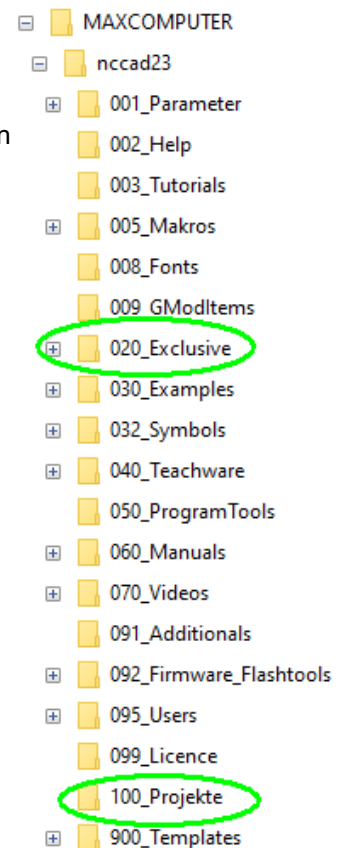 MAXCOMPUTER
nccad23
001_Parameter
002_Help
003_Tutorials
005_Makros
008_Fonts
009_GModItems
020_Exclusive
030_Examples
032_Symbols
040_Teachware
050_ProgramTools
060_Manuals
070_Videos
091_Additionals
092_Firmware_Flashtools
095_Users
099_Licence
100_Projekte
900_Templates